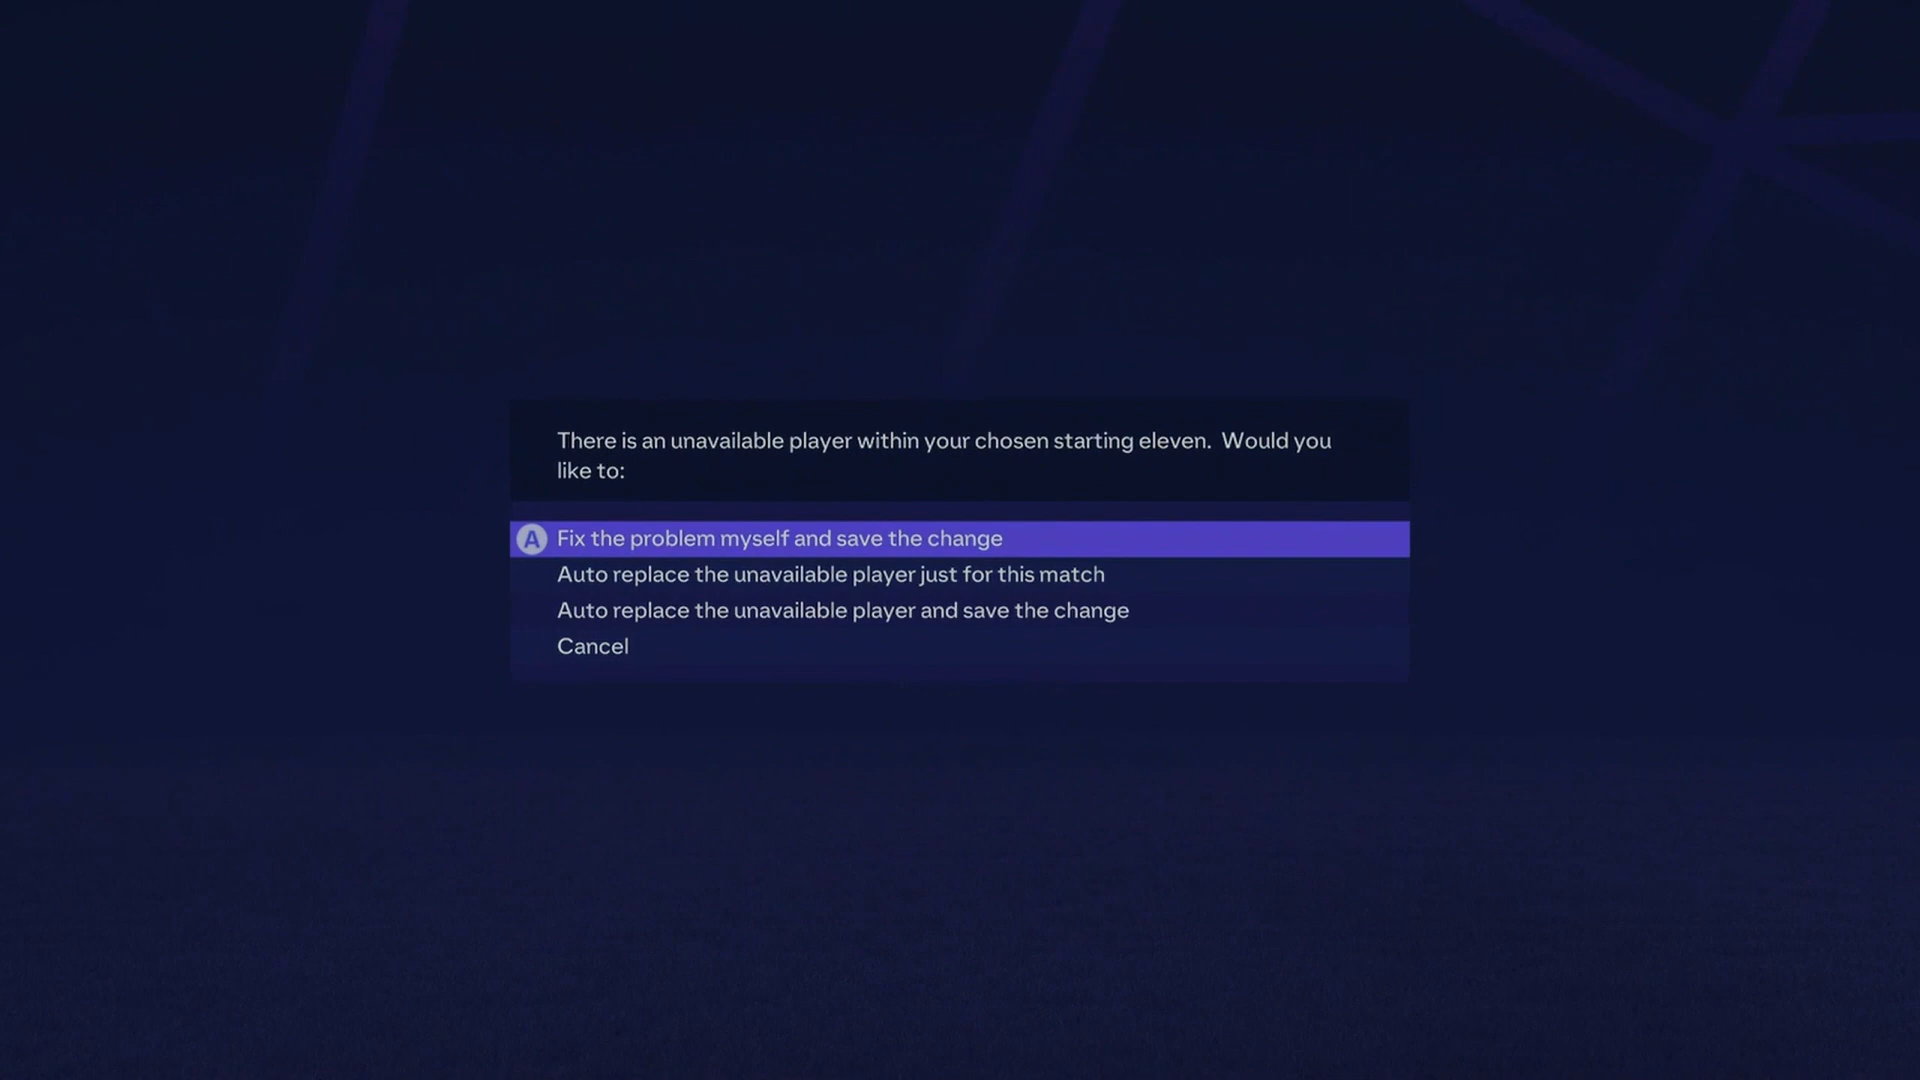 There is an unavailable player within your chosen starting eleven.  Would you
like to:
A Fix the problem myself and save the change
Auto replace the unavailable player just for this match
Auto replace the unavailable player and save the change
Cancel